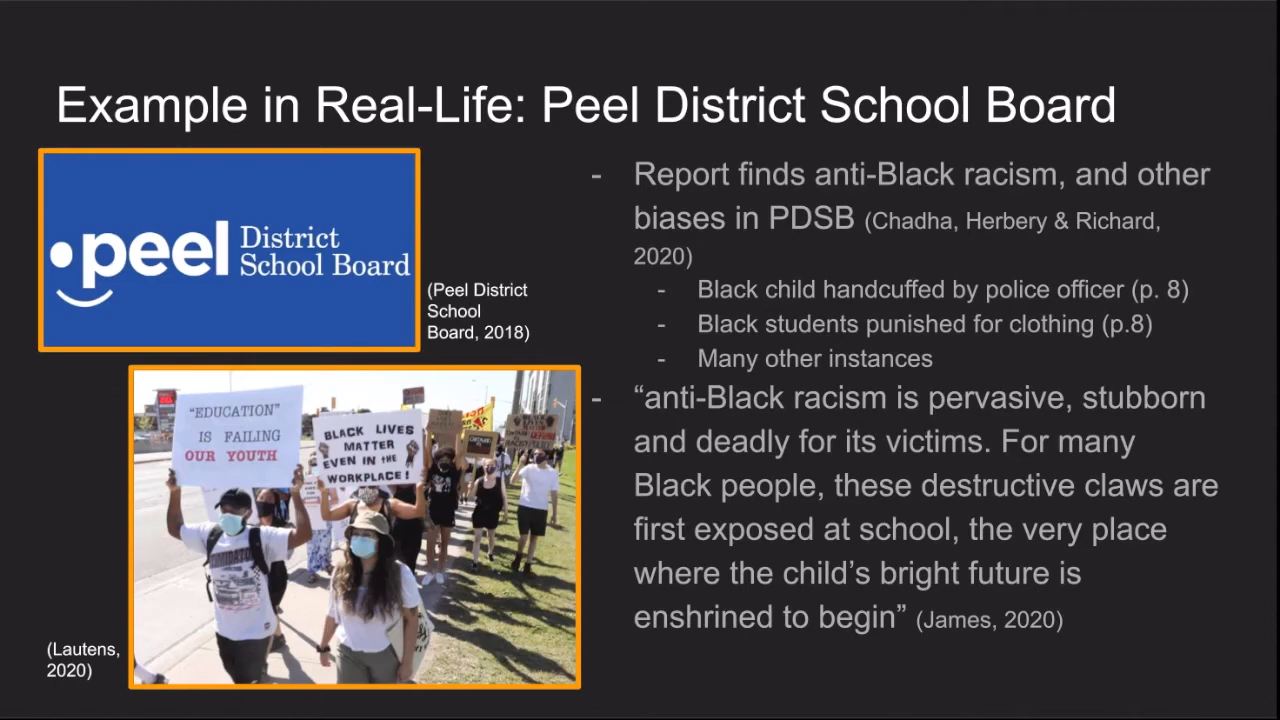 Example in Real-Life: Peel District School Board
peel District
School Board
(Peel District
School
Board, 2018)
"EDUCATION"
IS FAILING
OUR YOUTH
BLACK LIVES
MATTER
EVEN IN THE
WORKPLACE!
(Lautens,
2020)
- Report finds anti-Black racism, and other
biases in PDSB (Chadha, Herbery & Richard,
2020)
- Black child handcuffed by police officer (p. 8)
- Black students punished for clothing (p.8)
- Many other instances
- “anti-Black racism is pervasive, stubborn
and deadly for its victims. For many
Black people, these destructive claws are
first exposed at school, the very place
where the child’s bright future is
enshrined to begin” (James, 2020)